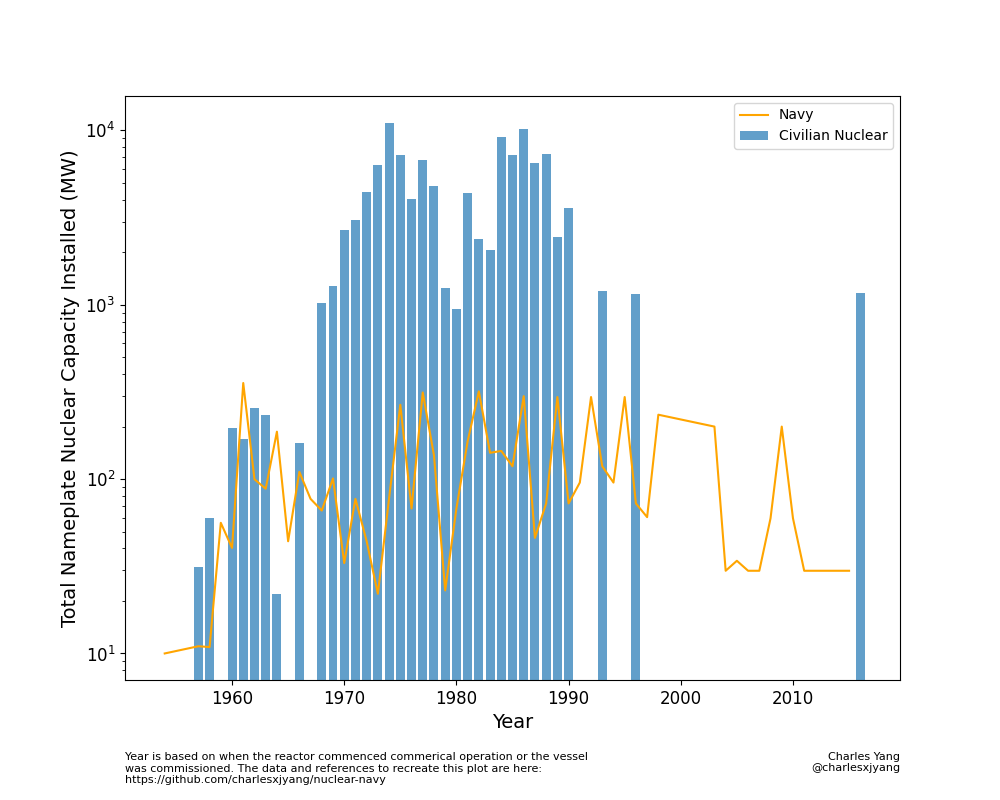 Total Nameplate Nuclear Capacity Installed (MW)
10⁴
10³
10²
10¹
Navy
Civilian Nuclear
1960 1970 1980 1990 2000 2010
Year
Year is based on when the reactor commenced commerical operation or the vessel
was commissioned. The data and references to recreate this plot are here:
https://github.com/charlesxjyang/nuclear-navy
Charles Yang
@charlesxjyang